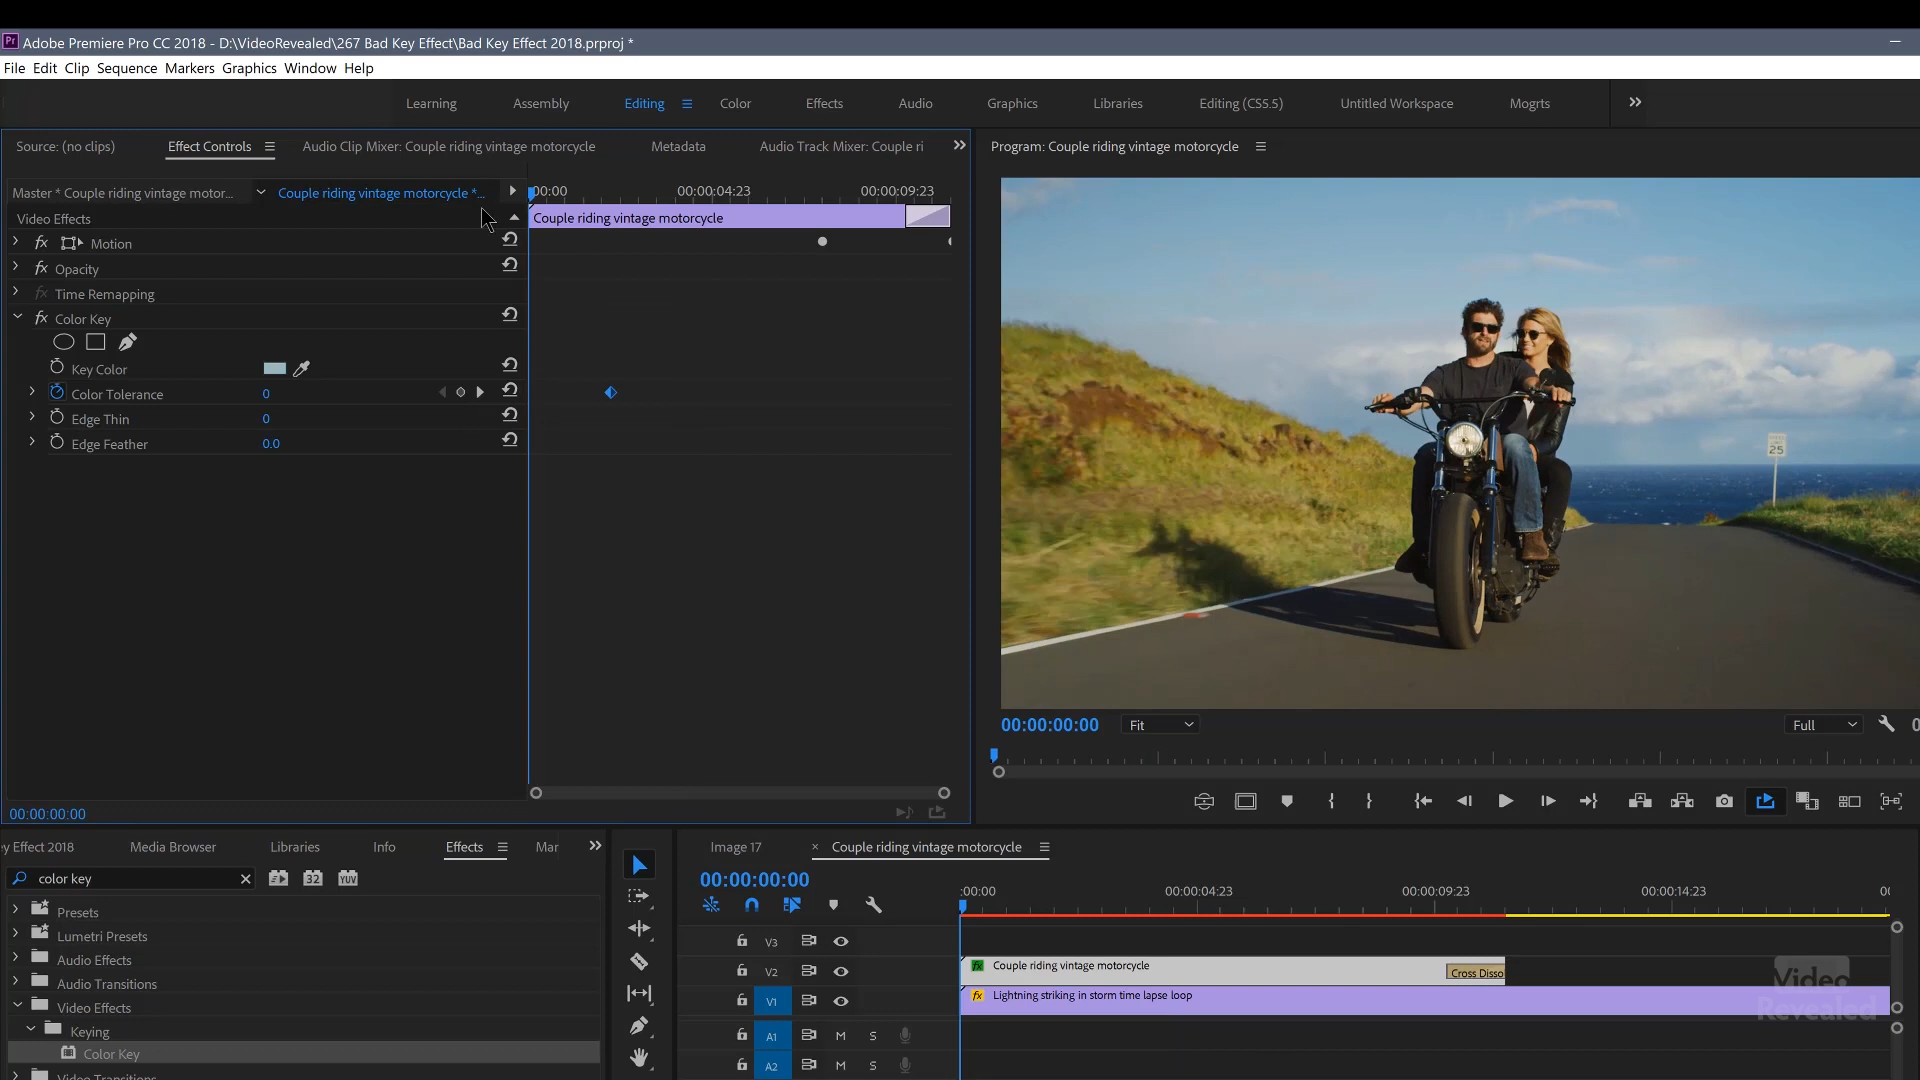 Adobe Premiere Pro CC 2018 - D:\VideoRevealed\267 Bad Key Effect\Bad Key Effect 2018.prproj *
File Edit Clip Sequence Markers Graphics Window Help
Learning Assembly Editing Color Effects Audio Graphics Libraries Editing (CS5.5) Untitled Workspace Mogrts
Source: (no clips) Effect Controls Audio Clip Mixer: Couple riding vintage motorcycle Metadata Audio Track Mixer: Couple ri
Program: Couple riding vintage motorcycle
Master * Couple riding vintage motor... Couple riding vintage motorcycle *...
00:00 00:00:04:23 00:00:09:23
Video Effects
Couple riding vintage motorcycle
fx Motion
fx Opacity
fx Time Remapping
fx Color Key
Key Color
Color Tolerance 0
Edge Thin 0
Edge Feather 0.0
25
00:00:00:00 Fit Full
00:00:00:00
y Effect 2018 Media Browser Libraries Info Effects Mar
color key 32 YUV
Presets
Lumetri Presets
Audio Effects
Audio Transitions
Video Effects
Keying
Color Key
Video Transitions
Image 17 × Couple riding vintage motorcycle
00:00:00:00
:00:00 00:00:04:23 00:00:09:23 00:00:14:23
V3
V2 fx Couple riding vintage motorcycle Cross Disso
V1 fx Lightning striking in storm time lapse loop
A1 M S
A2 M S
Video
Revealed